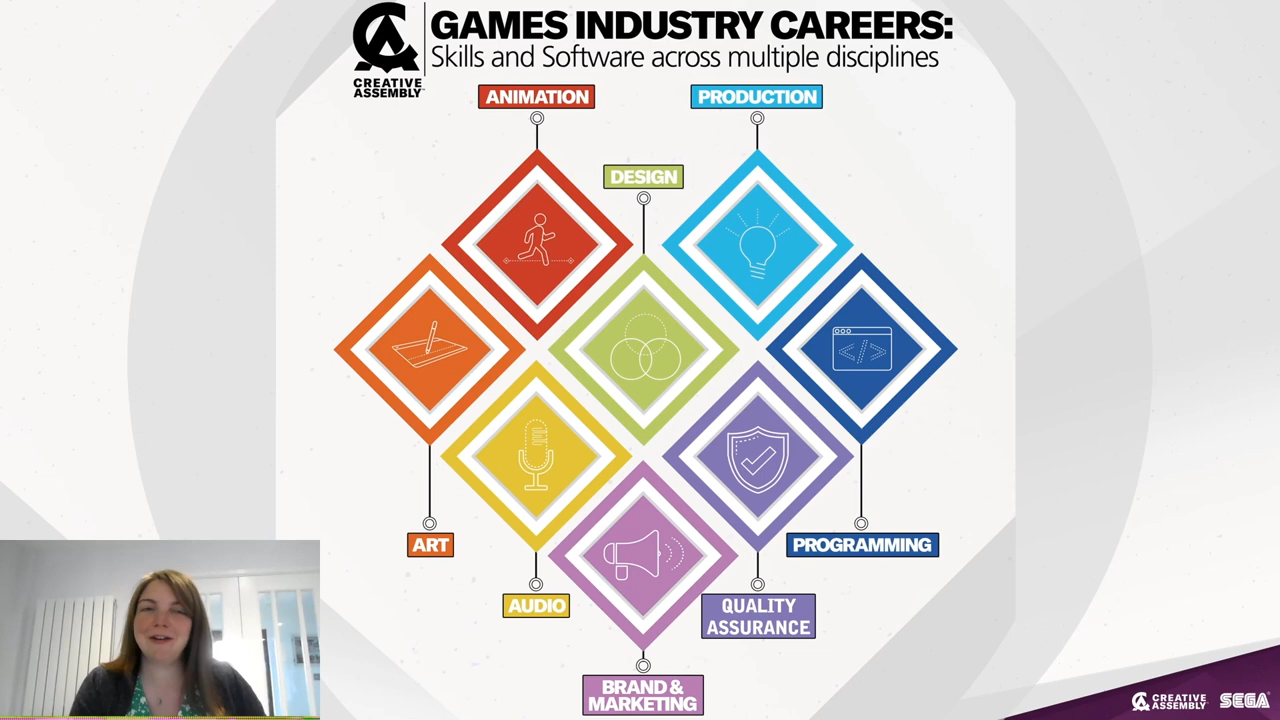 CREATIVE
ASSEMBLY™
GAMES INDUSTRY CAREERS:
Skills and Software across multiple disciplines
ANIMATION
PRODUCTION
DESIGN
ART
PROGRAMMING
AUDIO
QUALITY
ASSURANCE
BRAND &
MARKETING
CREATIVE
ASSEMBLY
SEGA